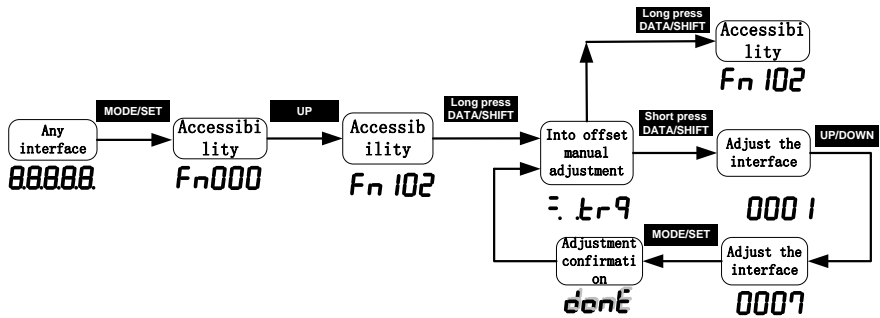 Long press
DATA/SHIFT
Accessibi
lity
Fn 102
MODE/SET
UP
Long press
DATA/SHIFT
Short press
DATA/SHIFT
UP/DOWN
Any
interface
8.8.8.8.8.
Accessibi
lity
Fn000
Accessib
ility
Fn 102
Into offset
manual
adjustment
=. .tr9
Adjust the
interface
0001
MODE/SET
Adjustment
confirmati
on
donE
Adjust the
interface
0007